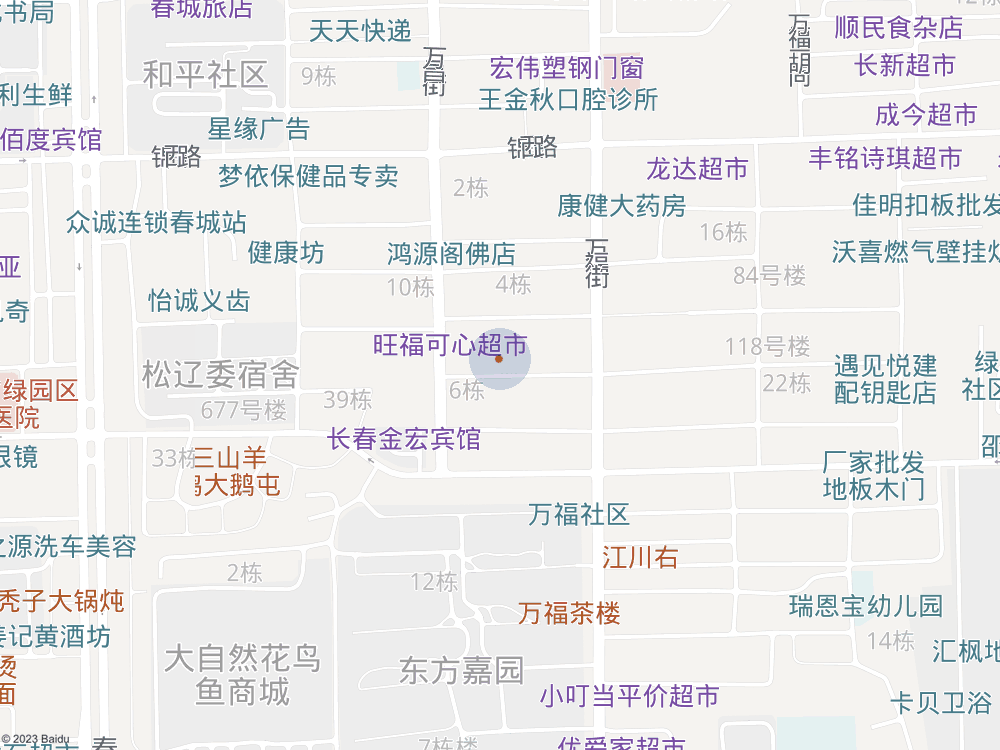 书局
春城旅店
天天快递
顺民食杂店
万福胡同
长新超市
和平社区
9栋
宏伟塑钢门窗
王金秋口腔诊所
利生鲜
成今超市
佰度宾馆
星缘广告
龙达超市
丰铭诗琪超市
梦依保健品专卖
2栋
众诚连锁春城站
康健大药房
佳明扣板批发
16栋
健康坊
鸿源阁佛店
沃喜燃气壁挂炉
亚
10栋
4栋
84号楼
怡诚义齿
奇
旺福可心超市
118号楼
松辽委宿舍
遇见悦建
配钥匙店
绿
社区
绿园区
医院
6栋
22栋
39栋
677号楼
长春金宏宾馆
眼镜
33栋
三山羊
大鹅屯
厂家批发
地板木门
万福社区
之源洗车美容
江川右
2栋
12栋
秃子大锅炖
万福茶楼
瑞恩宝幼儿园
姜记黄酒坊
14栋
汇枫地
大自然花鸟
鱼商城
东方嘉园
烫
面
小叮当平价超市
卡贝卫浴
7栋楼
优爱家超市
春
© 2023 Baidu